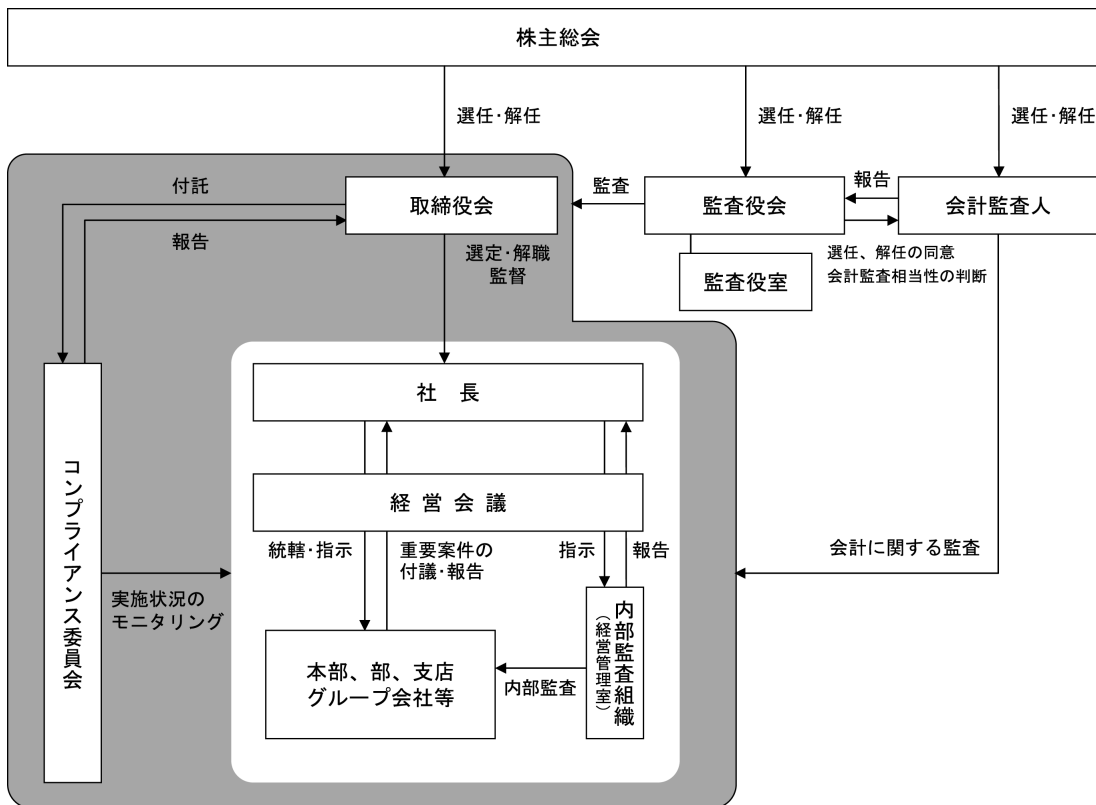 株主総会
選任・解任
選任・解任
選任・解任
付託
報告
取締役会
監査
監査役会
報告
会計監査人
選任、解任の同意
会計監査相当性の判断
監査役室
選定・解職
監督
社 長
経 営 会 議
統轄・指示
重要案件の
付議・報告
指示
報告
会計に関する監査
コンプライアンス委員会
実施状況の
モニタリング
本部、部、支店
グループ会社等
内部監査
内部監査組織
（経営管理室）